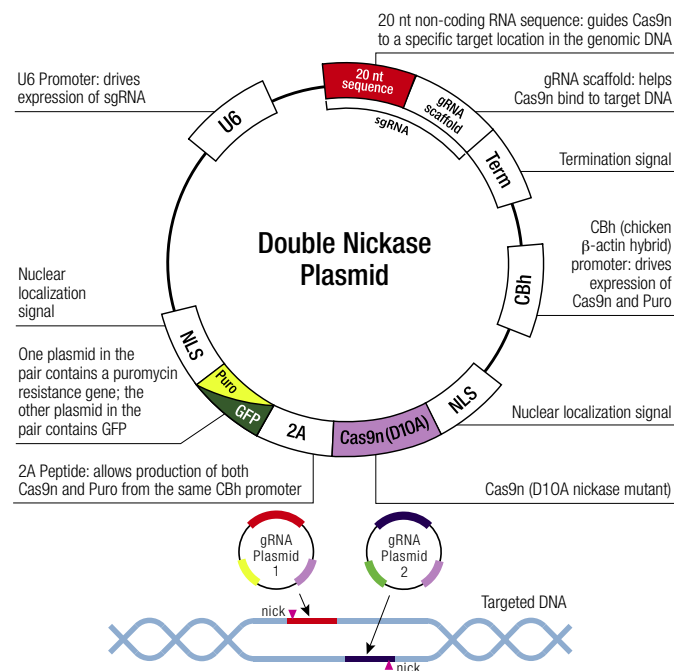 20 nt non-coding RNA sequence: guides Cas9n
to a specific target location in the genomic DNA
U6 Promoter: drives
expression of sgRNA
gRNA scaffold: helps
Cas9n bind to target DNA
20 nt
sequence
gRNA
scaffold
sgRNA
U6
Term
Termination signal
Double Nickase
Plasmid
CBh (chicken
β-actin hybrid)
promoter: drives
expression of
Cas9n and Puro
CBh
Nuclear
localization
signal
NLS
One plasmid in the
pair contains a puromycin
resistance gene; the
other plasmid in the
pair contains GFP
Puro
GFP
2A
Cas9n (D10A)
NLS
Nuclear localization signal
2A Peptide: allows production of both
Cas9n and Puro from the same CBh promoter
Cas9n (D10A nickase mutant)
gRNA
Plasmid
1
gRNA
Plasmid
2
Targeted DNA
nick
nick